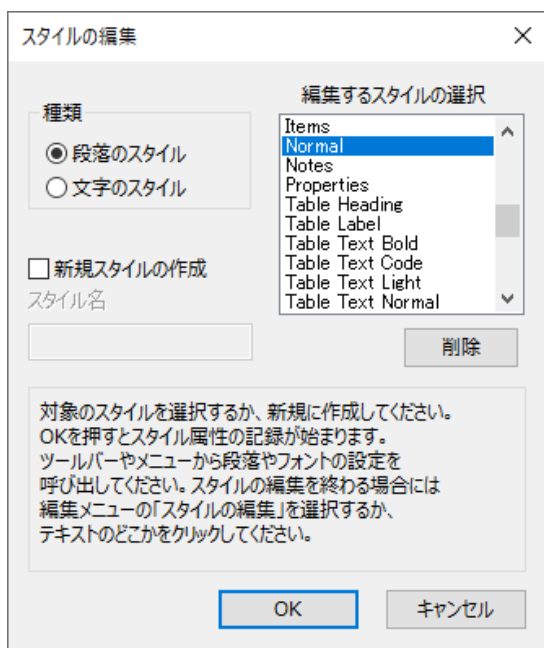 スタイルの編集
種類
段落のスタイル
文字のスタイル
新規スタイルの作成
スタイル名
編集するスタイルの選択
Items
Normal
Notes
Properties
Table Heading
Table Label
Table Text Bold
Table Text Code
Table Text Light
Table Text Normal
削除
対象のスタイルを選択するか、新規に作成してください。
OKを押すとスタイル属性の記録が始まります。
ツールバーやメニューから段落やフォントの設定を
呼び出してください。スタイルの編集を終わる場合には
編集メニューの「スタイルの編集」を選択するか、
テキストのどこかをクリックしてください。
OK
キャンセル